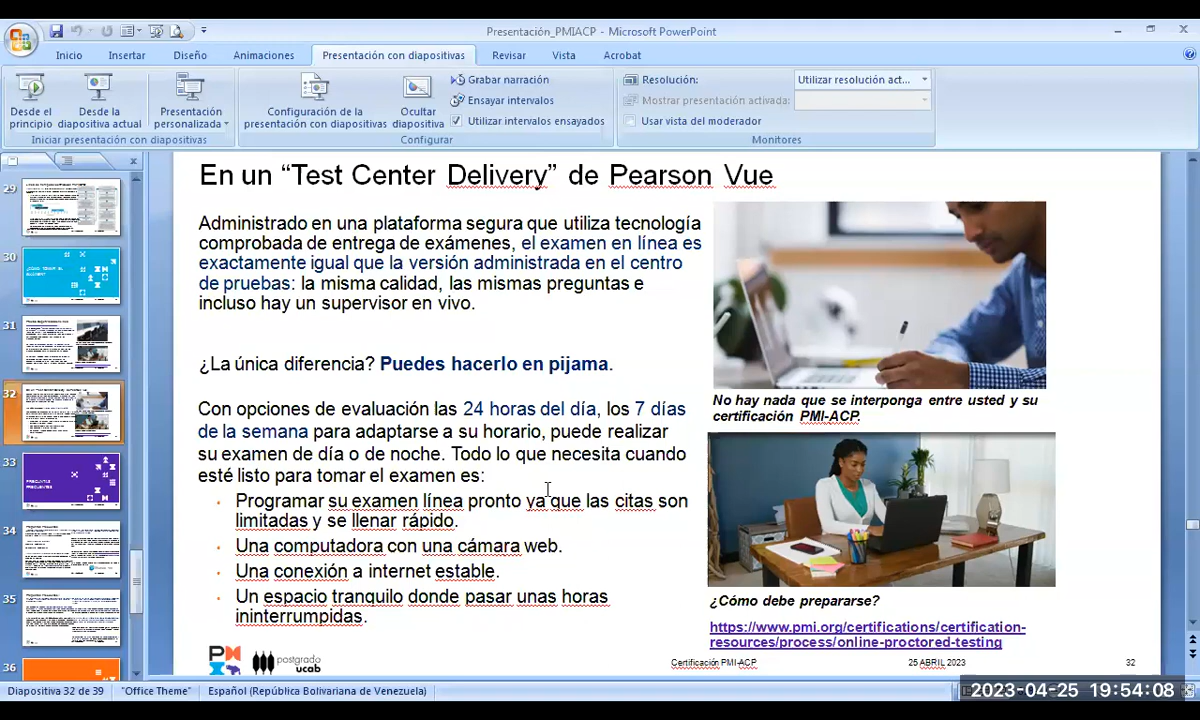 Presentación_PMIACP - Microsoft PowerPoint
Inicio Insertar Diseño Animaciones Presentación con diapositivas Revisar Vista Acrobat
Desde el principio
Desde la diapositiva actual
Presentación personalizada
Iniciar presentación con diapositivas
Configuración de la presentación con diapositivas
Ocultar diapositiva
Grabar narración
Ensayar intervalos
Utilizar intervalos ensayados
Configurar
Resolución: Utilizar resolución act...
Mostrar presentación activada:
Usar vista del moderador
Monitores
29
30
31
32
33
PREGUNTAS
FRECUENTES
34
35
36
En un “Test Center Delivery” de Pearson Vue
Administrado en una plataforma segura que utiliza tecnología
comprobada de entrega de exámenes, el examen en línea es
exactamente igual que la versión administrada en el centro
de pruebas: la misma calidad, las mismas preguntas e
incluso hay un supervisor en vivo.
¿La única diferencia? Puedes hacerlo en pijama.
Con opciones de evaluación las 24 horas del día, los 7 días
de la semana para adaptarse a su horario, puede realizar
su examen de día o de noche. Todo lo que necesita cuando
esté listo para tomar el examen es:
· Programar su examen línea pronto ya que las citas son
limitadas y se llenar rápido.
· Una computadora con una cámara web.
· Una conexión a internet estable.
· Un espacio tranquilo donde pasar unas horas
ininterrumpidas.
No hay nada que se interponga entre usted y su
certificación PMI-ACP.
¿Cómo debe prepararse?
https://www.pmi.org/certifications/certification-
resources/process/online-proctored-testing
postgrado
ucab
Certificación PMI-ACP 25 ABRIL 2023 32
Diapositiva 32 de 39 "Office Theme" Español (República Bolivariana de Venezuela)
2023-04-25 19:54:08